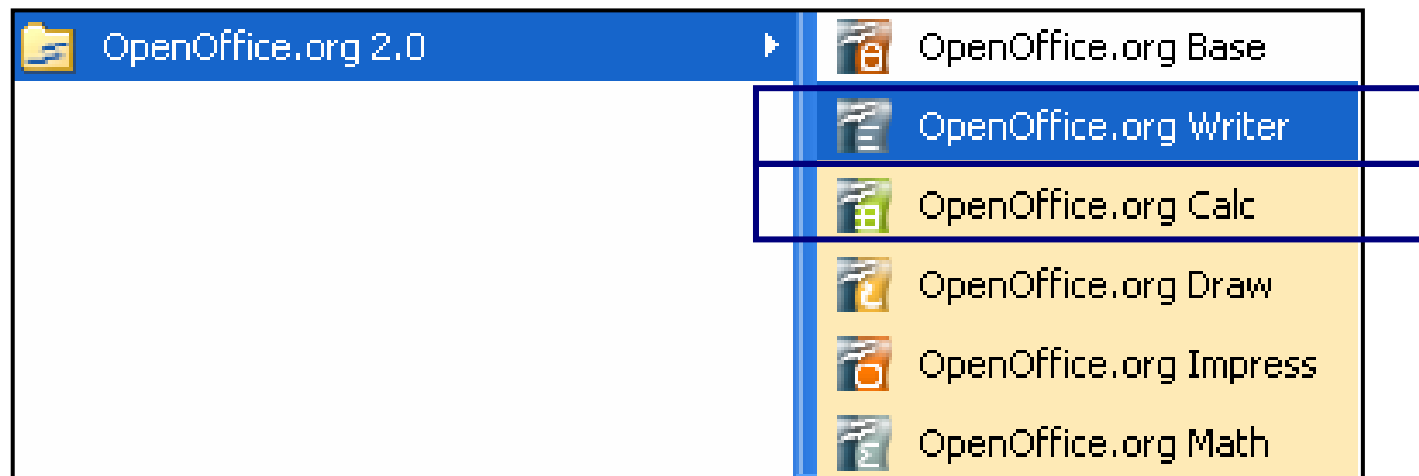 OpenOffice.org 2.0
OpenOffice.org Base
OpenOffice.org Writer
OpenOffice.org Calc
OpenOffice.org Draw
OpenOffice.org Impress
OpenOffice.org Math